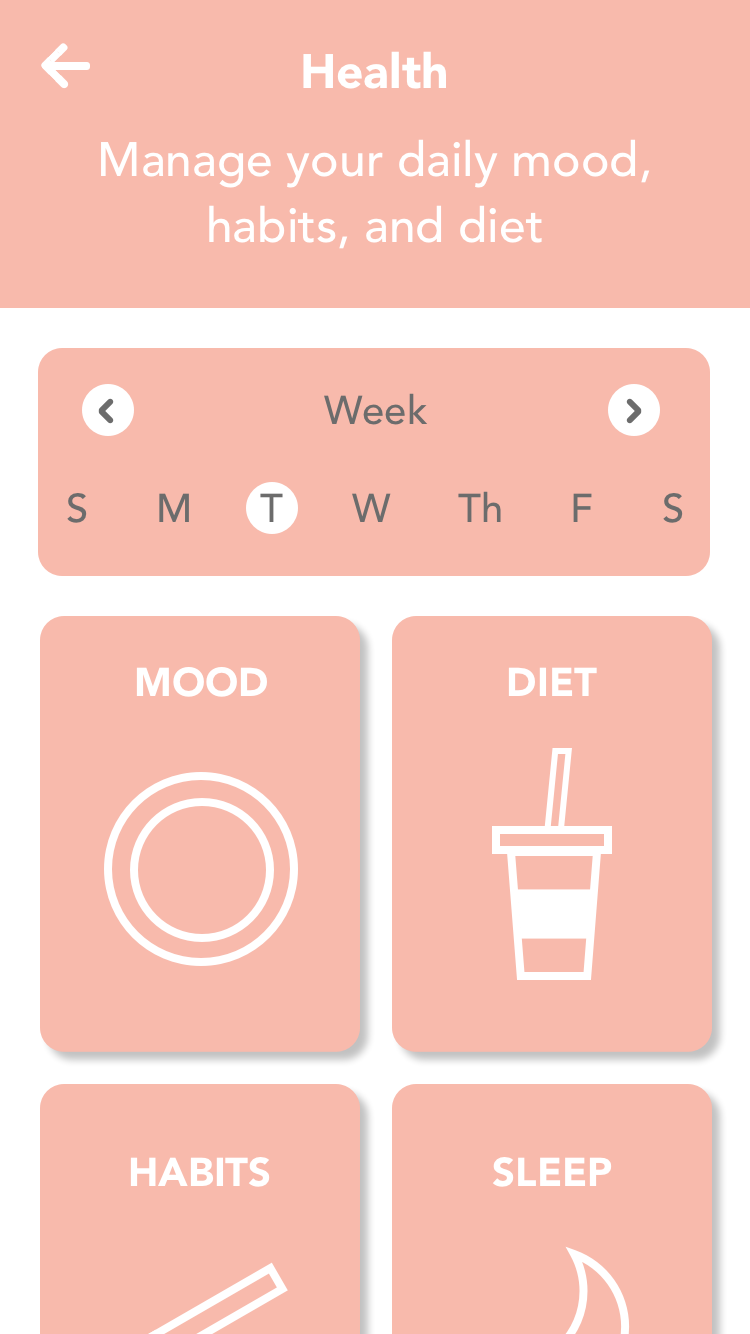 Health
Manage your daily mood,
habits, and diet
Week
S M T W Th F S
MOOD DIET
HABITS SLEEP